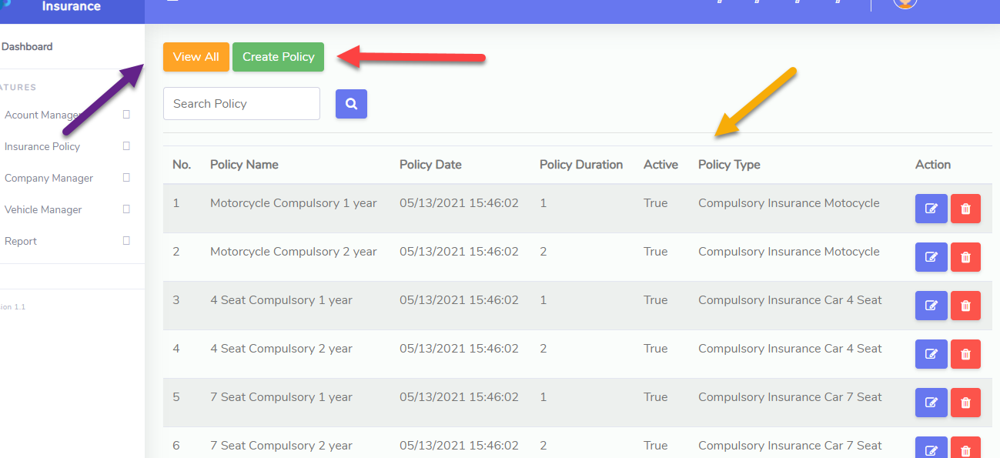 Insurance
Dashboard
ATURES
Acount Manager
Insurance Policy
Company Manager
Vehicle Manager
Report
sion 1.1
View All
Create Policy
Search Policy
No. Policy Name Policy Date Policy Duration Active Policy Type Action
1 Motorcycle Compulsory 1 year 05/13/2021 15:46:02 1 True Compulsory Insurance Motocycle
2 Motorcycle Compulsory 2 year 05/13/2021 15:46:02 2 True Compulsory Insurance Motocycle
3 4 Seat Compulsory 1 year 05/13/2021 15:46:02 1 True Compulsory Insurance Car 4 Seat
4 4 Seat Compulsory 2 year 05/13/2021 15:46:02 2 True Compulsory Insurance Car 4 Seat
5 7 Seat Compulsory 1 year 05/13/2021 15:46:02 1 True Compulsory Insurance Car 7 Seat
6 7 Seat Compulsory 2 year 05/13/2021 15:46:02 2 True Compulsory Insurance Car 7 Seat